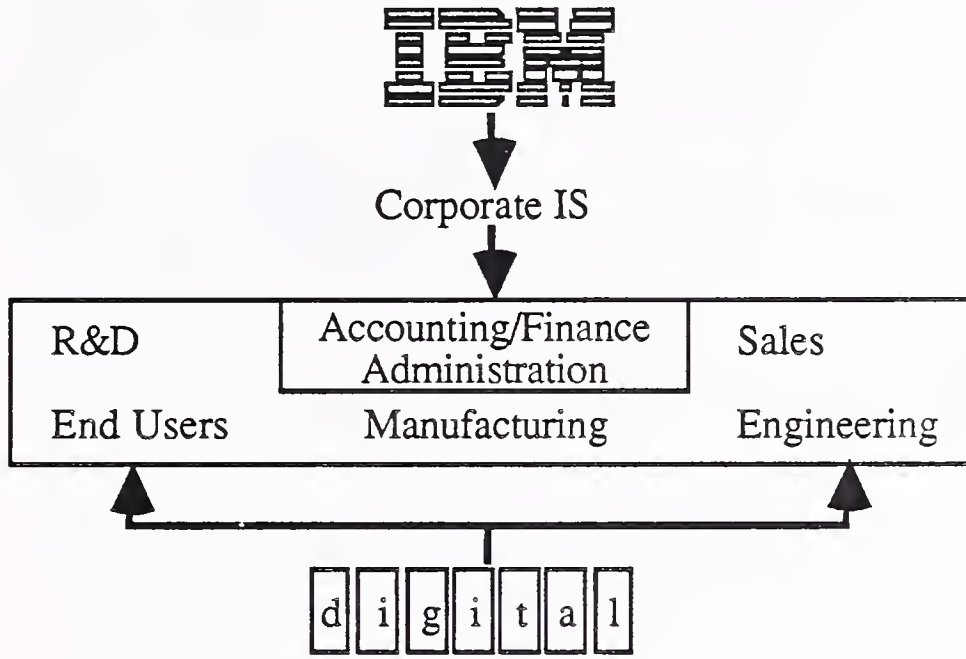 IBM
Corporate IS
R&D
Accounting/Finance
Administration
Sales
End Users
Manufacturing
Engineering
digital